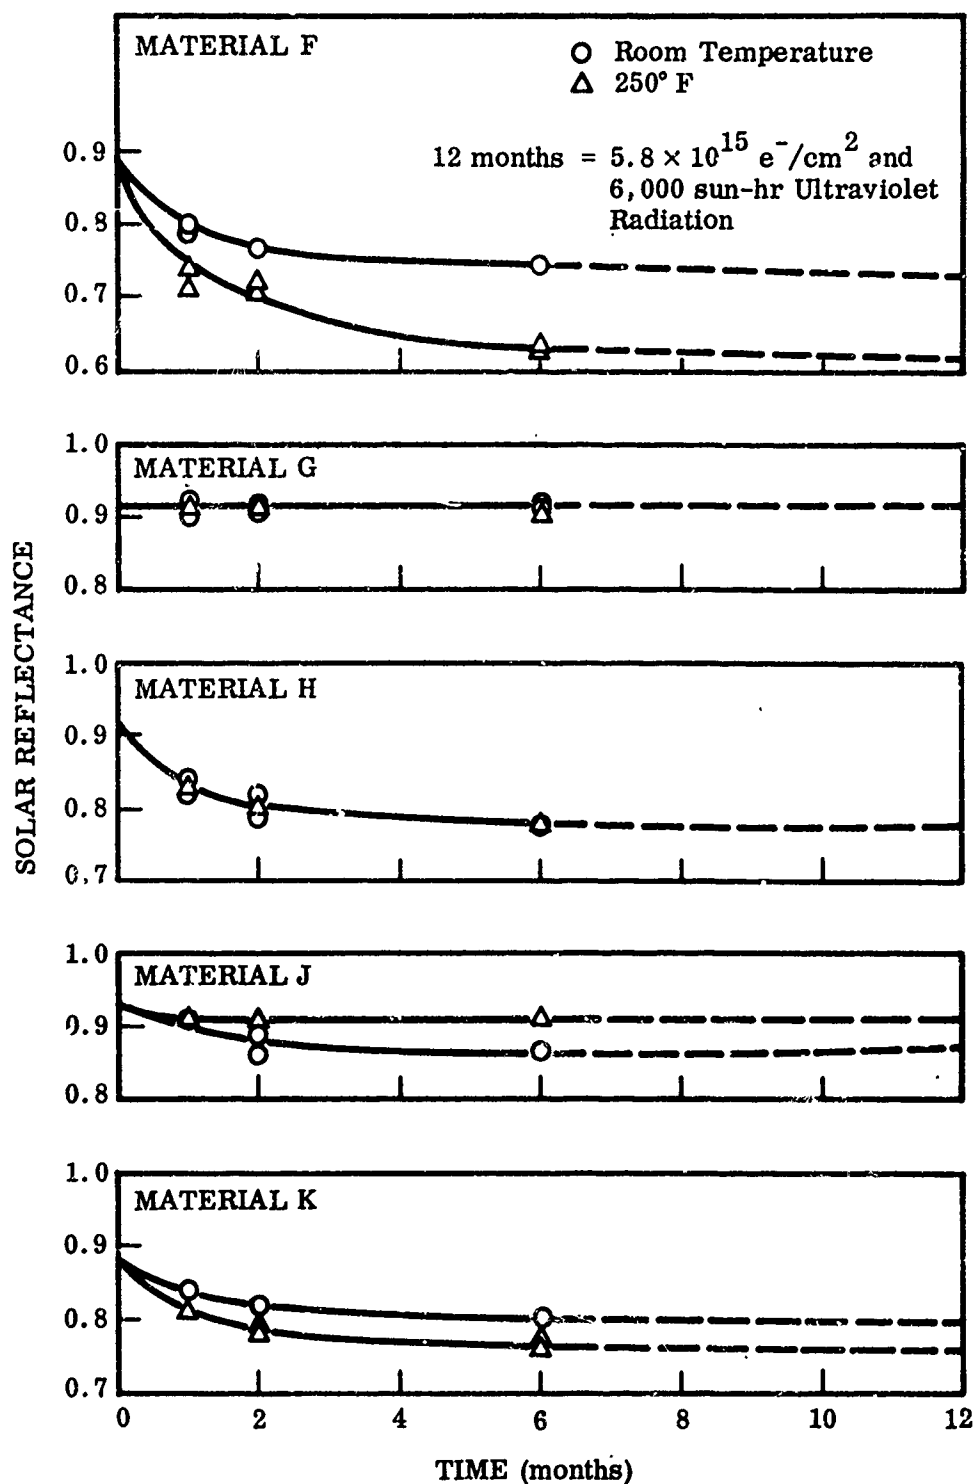 MATERIAL F
○ Room Temperature
△ 250° F
12 months = 5.8 × 10^15 e^-/cm^2 and
6,000 sun-hr Ultraviolet
Radiation
0.9
0.8
0.7
0.6
1.0
MATERIAL G
0.9
0.8
SOLAR REFLECTANCE
1.0
MATERIAL H
0.9
0.8
0.7
1.0
MATERIAL J
0.9
0.8
1.0
MATERIAL K
0.9
0.8
0.7
0 2 4 6 8 10 12
TIME (months)